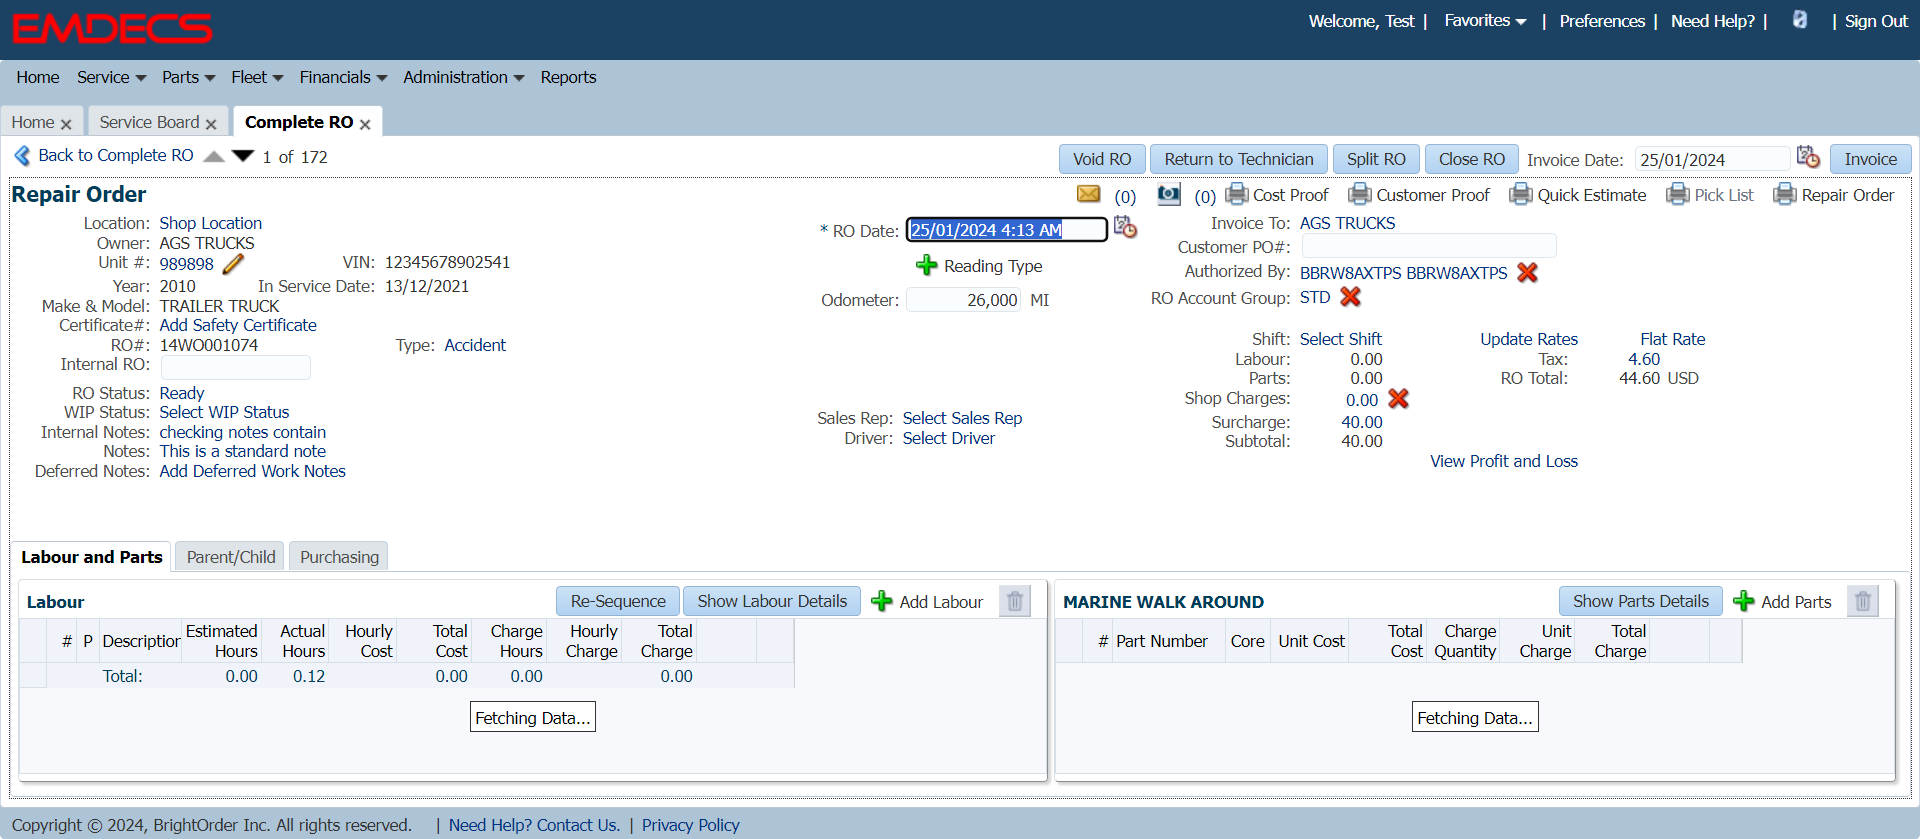 EMDECS
Welcome, Test | Favorites | Preferences | Need Help? | | Sign Out
Home Service Parts Fleet Financials Administration Reports
Home Service Board Complete RO
Back to Complete RO 1 of 172 Void RO Return to Technician Split RO Close RO Invoice Date: 25/01/2024 Invoice
Repair Order (0) (0) Cost Proof Customer Proof Quick Estimate Pick List Repair Order
Location: Shop Location
Owner: AGS TRUCKS
Unit #: 989898 VIN: 12345678902541
Year: 2010 In Service Date: 13/12/2021
Make & Model: TRAILER TRUCK
Certificate#: Add Safety Certificate
RO#: 14WO001074 Type: Accident
Internal RO:
RO Status: Ready
WIP Status: Select WIP Status
Internal Notes: checking notes contain
Notes: This is a standard note
Deferred Notes: Add Deferred Work Notes
* RO Date: 25/01/2024 4:13 AM
Reading Type
Odometer: 26,000 MI
Sales Rep: Select Sales Rep
Driver: Select Driver
Invoice To: AGS TRUCKS
Customer PO#:
Authorized By: BBRW8AXTPS BBRW8AXTPS
RO Account Group: STD
Shift: Select Shift Update Rates Flat Rate
Labour: 0.00 Tax: 4.60
Parts: 0.00 RO Total: 44.60 USD
Shop Charges: 0.00
Surcharge: 40.00
Subtotal: 40.00
View Profit and Loss
Labour and Parts Parent/Child Purchasing
Labour Re-Sequence Show Labour Details Add Labour
# P Description Estimated Hours Actual Hours Hourly Cost Total Cost Charge Hours Hourly Charge Total Charge
Total: 0.00 0.12 0.00 0.00 0.00
Fetching Data...
MARINE WALK AROUND Show Parts Details Add Parts
# Part Number Core Unit Cost Total Cost Charge Quantity Unit Charge Total Charge
Fetching Data...
Copyright © 2024, BrightOrder Inc. All rights reserved. | Need Help? Contact Us. | Privacy Policy